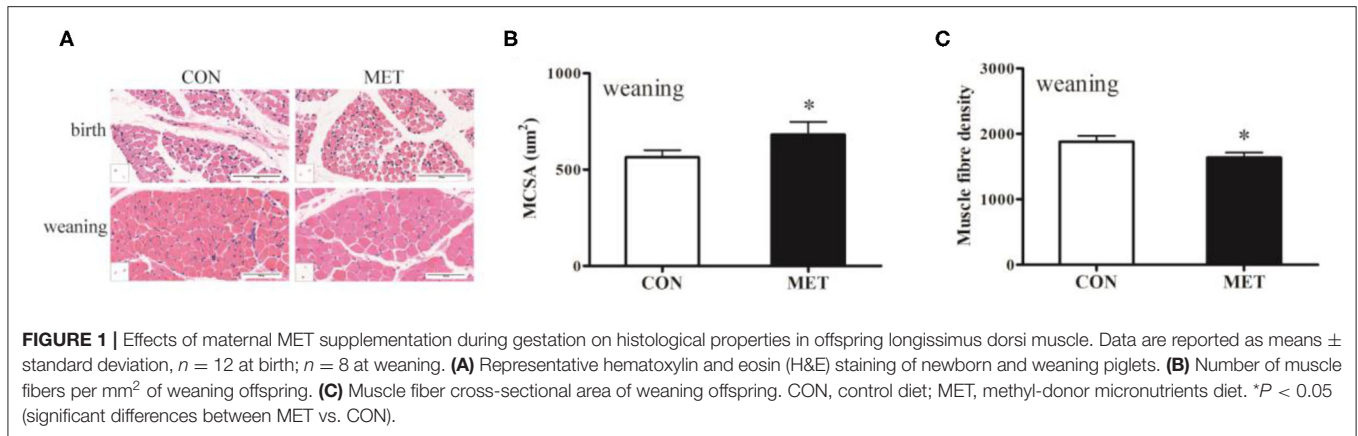 A
CON MET
birth
weaning
B
weaning
MCSA (um²)
1000
500
0
*
CON MET
C
weaning
Muscle fibre density
3000
2000
1000
0
*
CON MET
FIGURE 1 | Effects of maternal MET supplementation during gestation on histological properties in offspring longissimus dorsi muscle. Data are reported as means ±
standard deviation, n = 12 at birth; n = 8 at weaning. (A) Representative hematoxylin and eosin (H&E) staining of newborn and weaning piglets. (B) Number of muscle
fibers per mm² of weaning offspring. (C) Muscle fiber cross-sectional area of weaning offspring. CON, control diet; MET, methyl-donor micronutrients diet. *P < 0.05
(significant differences between MET vs. CON).